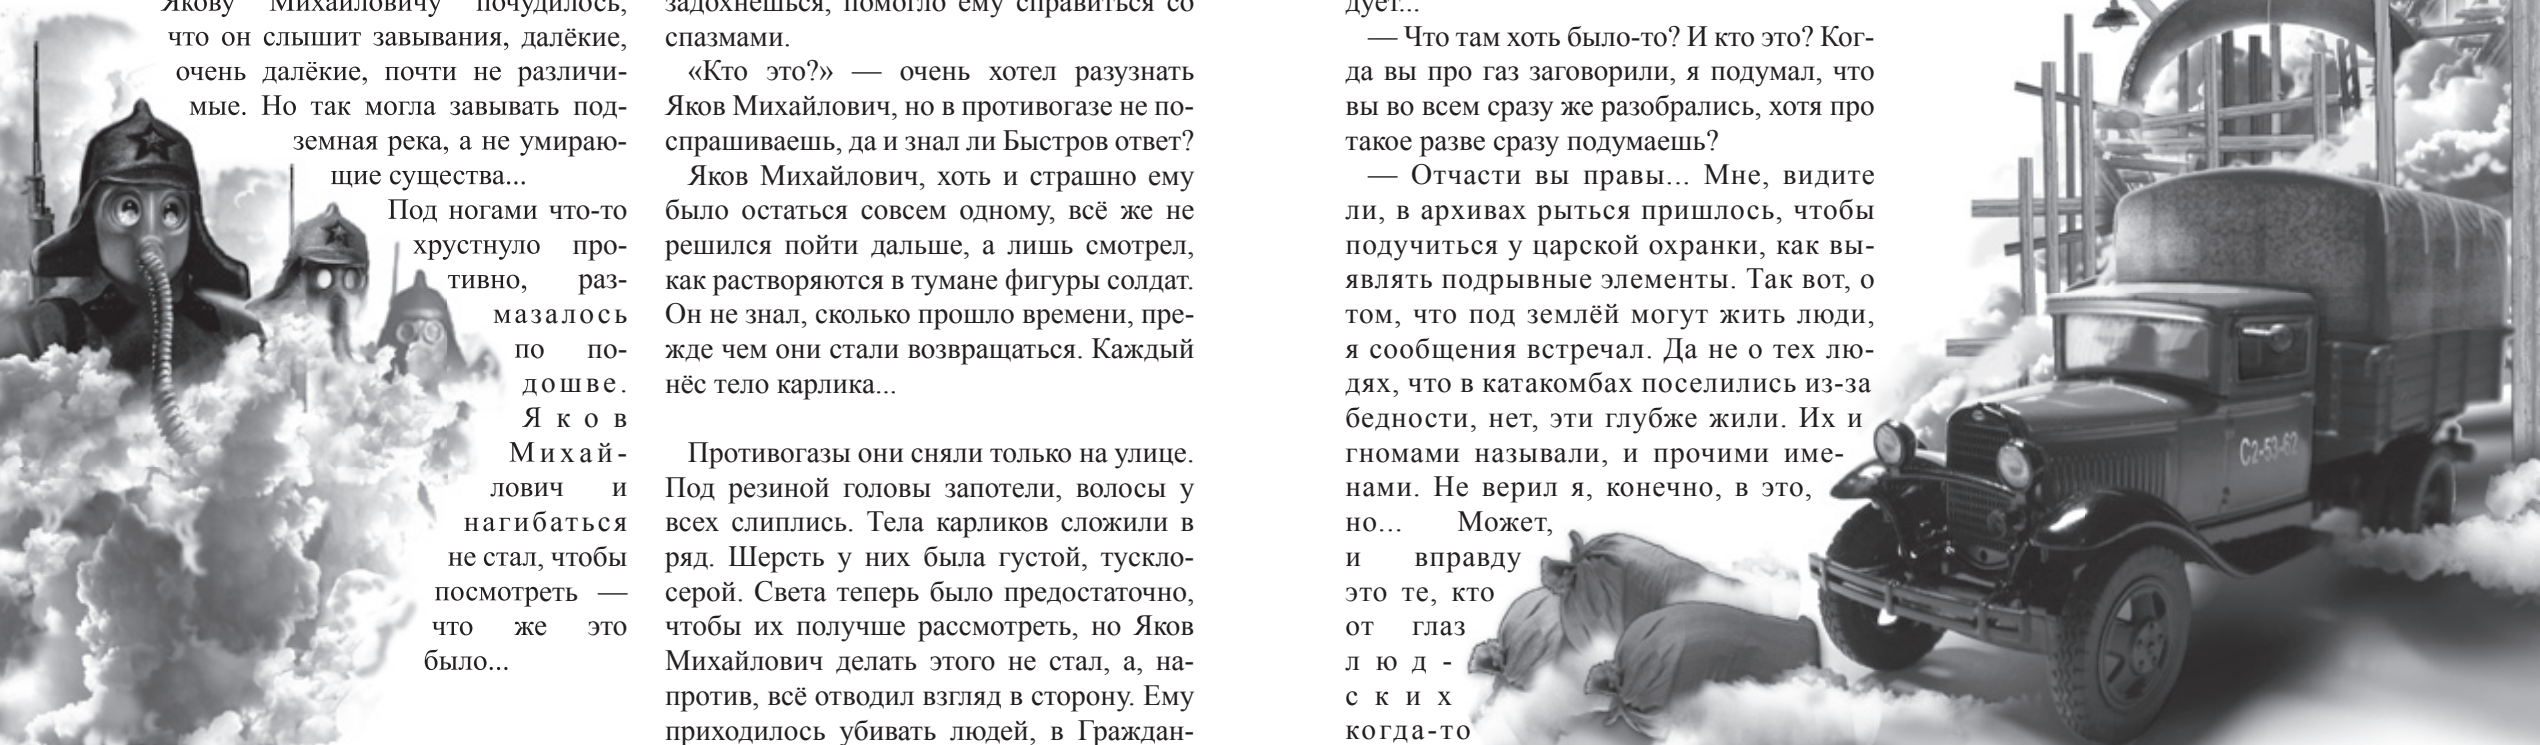 Якову Михайловичу почудилось,
что он слышит завывания, далёкие,
очень далёкие, почти не различи-
мые. Но так могла завывать под-
земная река, а не умираю-
щие существа...
Под ногами что-то
хрустнуло про-
тивно, раз-
мазалось
по по-
дошве.
Яков
Михай-
лович и
нагибаться
не стал, чтобы
посмотреть —
что же это
было...
задохнёшься, помогло ему справиться со
спазмами.
«Кто это?» — очень хотел разузнать
Яков Михайлович, но в противогазе не по-
спрашиваешь, да и знал ли Быстров ответ?
Яков Михайлович, хоть и страшно ему
было остаться совсем одному, всё же не
решился пойти дальше, а лишь смотрел,
как растворяются в тумане фигуры солдат.
Он не знал, сколько прошло времени, пре-
жде чем они стали возвращаться. Каждый
нёс тело карлика...
Противогазы они сняли только на улице.
Под резиной головы запотели, волосы у
всех слиплись. Тела карликов сложили в
ряд. Шерсть у них была густой, тускло-
серой. Света теперь было предостаточно,
чтобы их получше рассмотреть, но Яков
Михайлович делать этого не стал, а, на-
против, всё отводил взгляд в сторону. Ему
приходилось убивать людей, в Граждан-
дует...
— Что там хоть было-то? И кто это? Ког-
да вы про газ заговорили, я подумал, что
вы во всем сразу же разобрались, хотя про
такое разве сразу подумаешь?
— Отчасти вы правы... Мне, видите
ли, в архивах рыться пришлось, чтобы
подучиться у царской охранки, как вы-
являть подрывные элементы. Так вот, о
том, что под землёй могут жить люди,
я сообщения встречал. Да не о тех лю-
дях, что в катакомбах поселились из-за
бедности, нет, эти глубже жили. Их и
гномами называли, и прочими име-
нами. Не верил я, конечно, в это,
но... Может,
и вправду
это те, кто
от глаз
люд-
ских
когда-то
С2-53-62